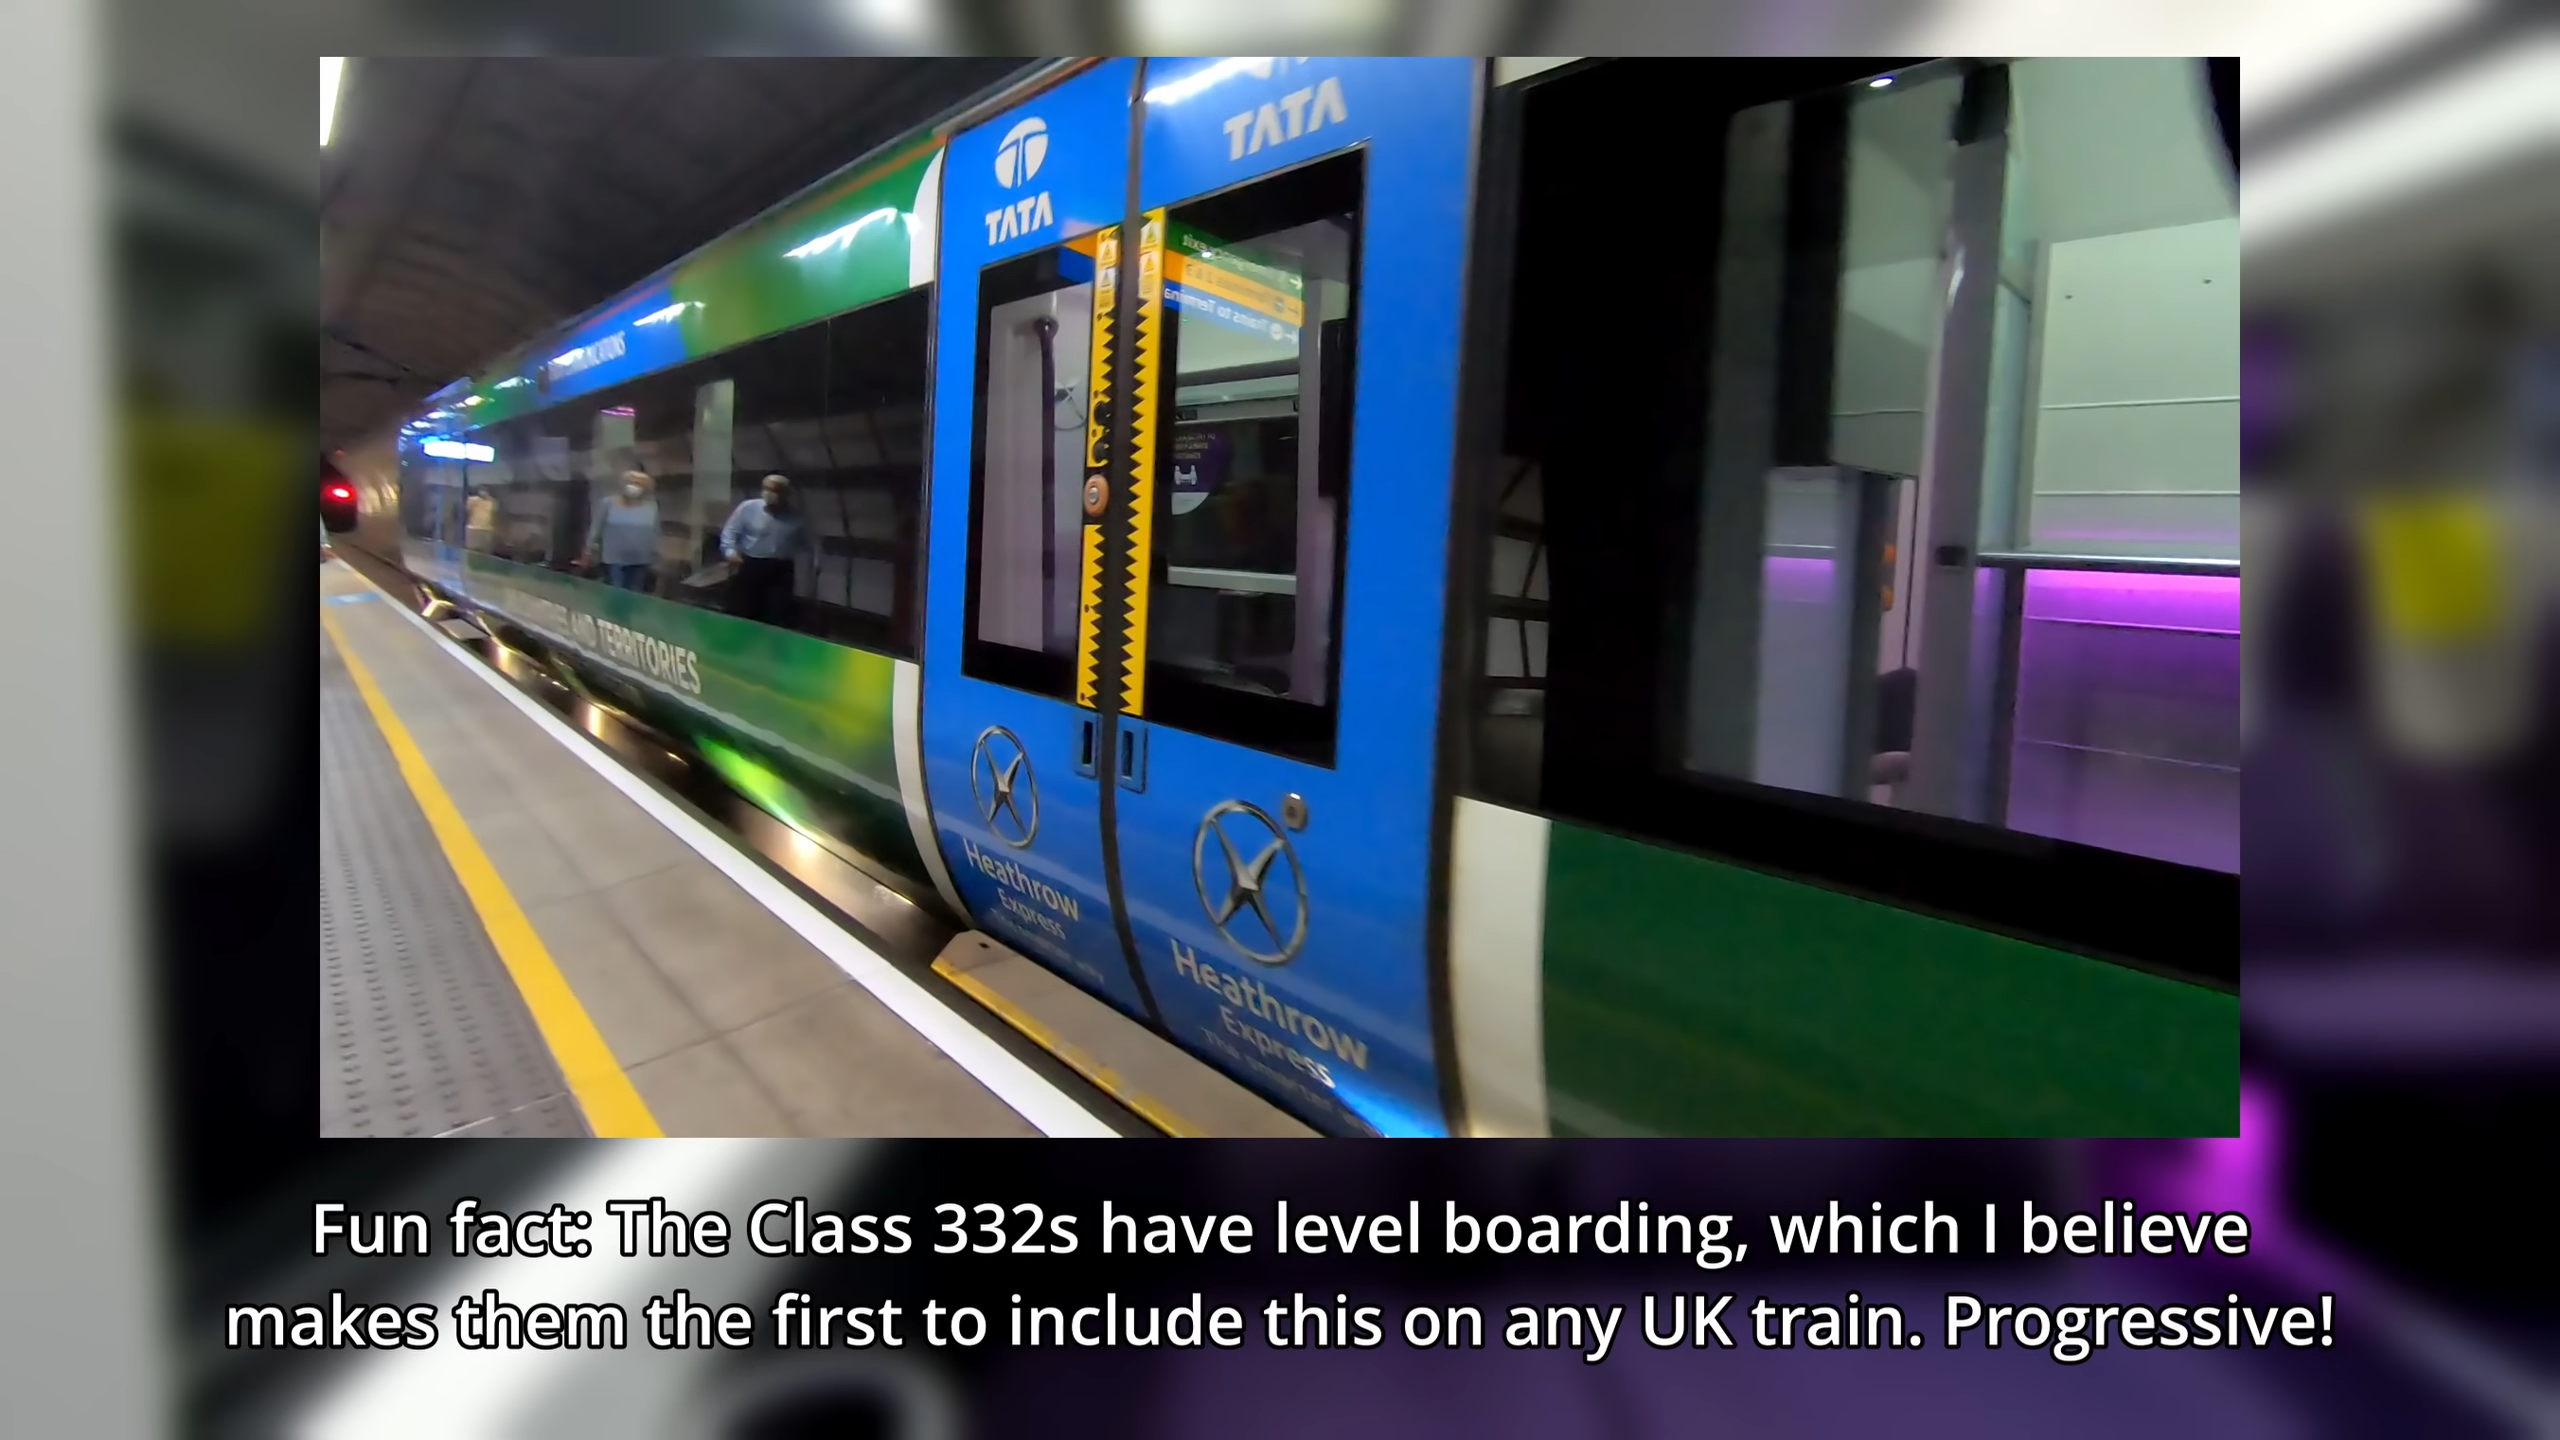 TATA
TATA
AND TERRITORIES
Heathrow
Express
Heathrow
Express
Fun fact: The Class 332s have level boarding, which I believe
makes them the first to include this on any UK train. Progressive!